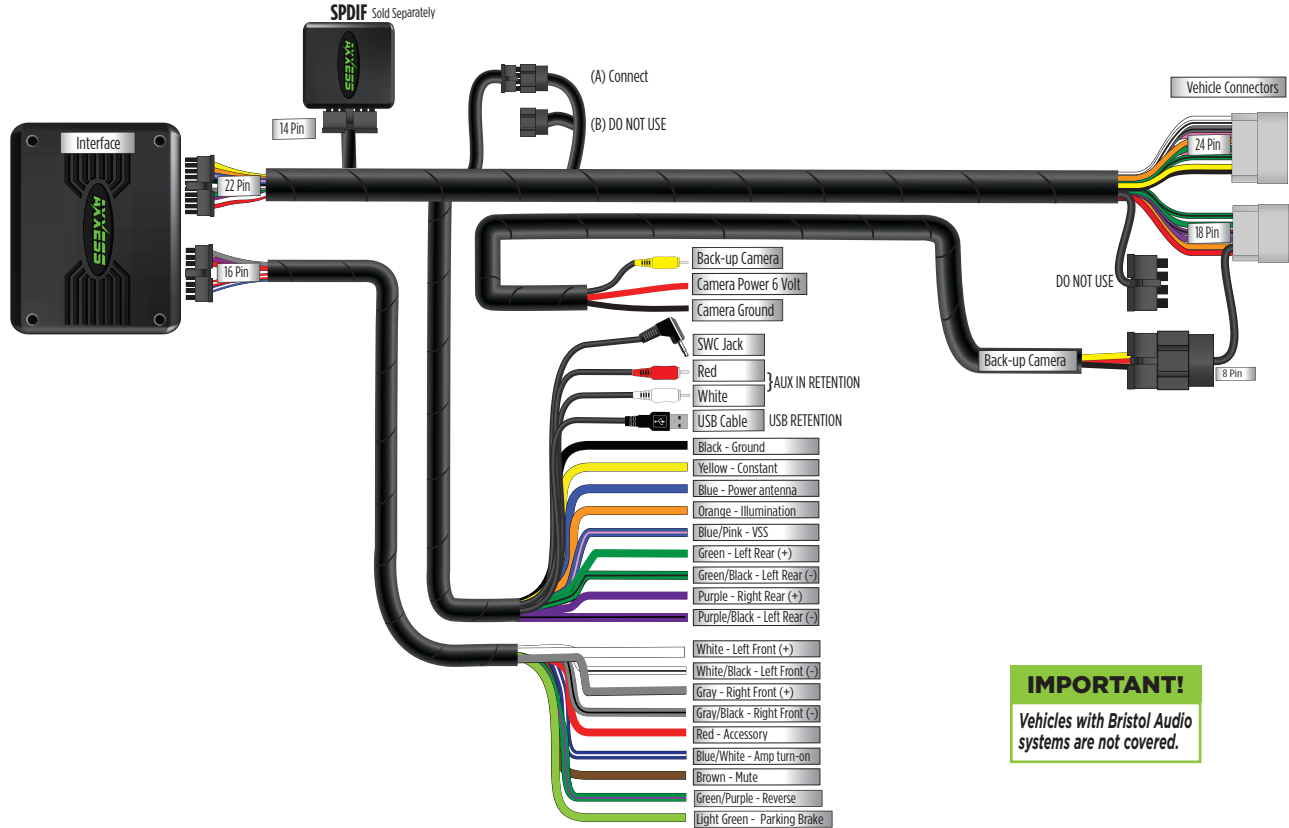 SPDIF Sold Separately
AXXESS
14 Pin
(A) Connect
(B) DO NOT USE
Vehicle Connectors
Interface
AXXESS
22 Pin
16 Pin
24 Pin
18 Pin
DO NOT USE
8 Pin
Back-up Camera
Back-up Camera
Camera Power 6 Volt
Camera Ground
SWC Jack
Red
White
}AUX IN RETENTION
USB Cable
USB RETENTION
Black - Ground
Yellow - Constant
Blue - Power antenna
Orange - Illumination
Blue/Pink - VSS
Green - Left Rear (+)
Green/Black - Left Rear (-)
Purple - Right Rear (+)
Purple/Black - Left Rear (-)
White - Left Front (+)
White/Black - Left Front (-)
Gray - Right Front (+)
Gray/Black - Right Front (-)
Red - Accessory
Blue/White - Amp turn-on
Brown - Mute
Green/Purple - Reverse
Light Green - Parking Brake
IMPORTANT!
Vehicles with Bristol Audio
systems are not covered.